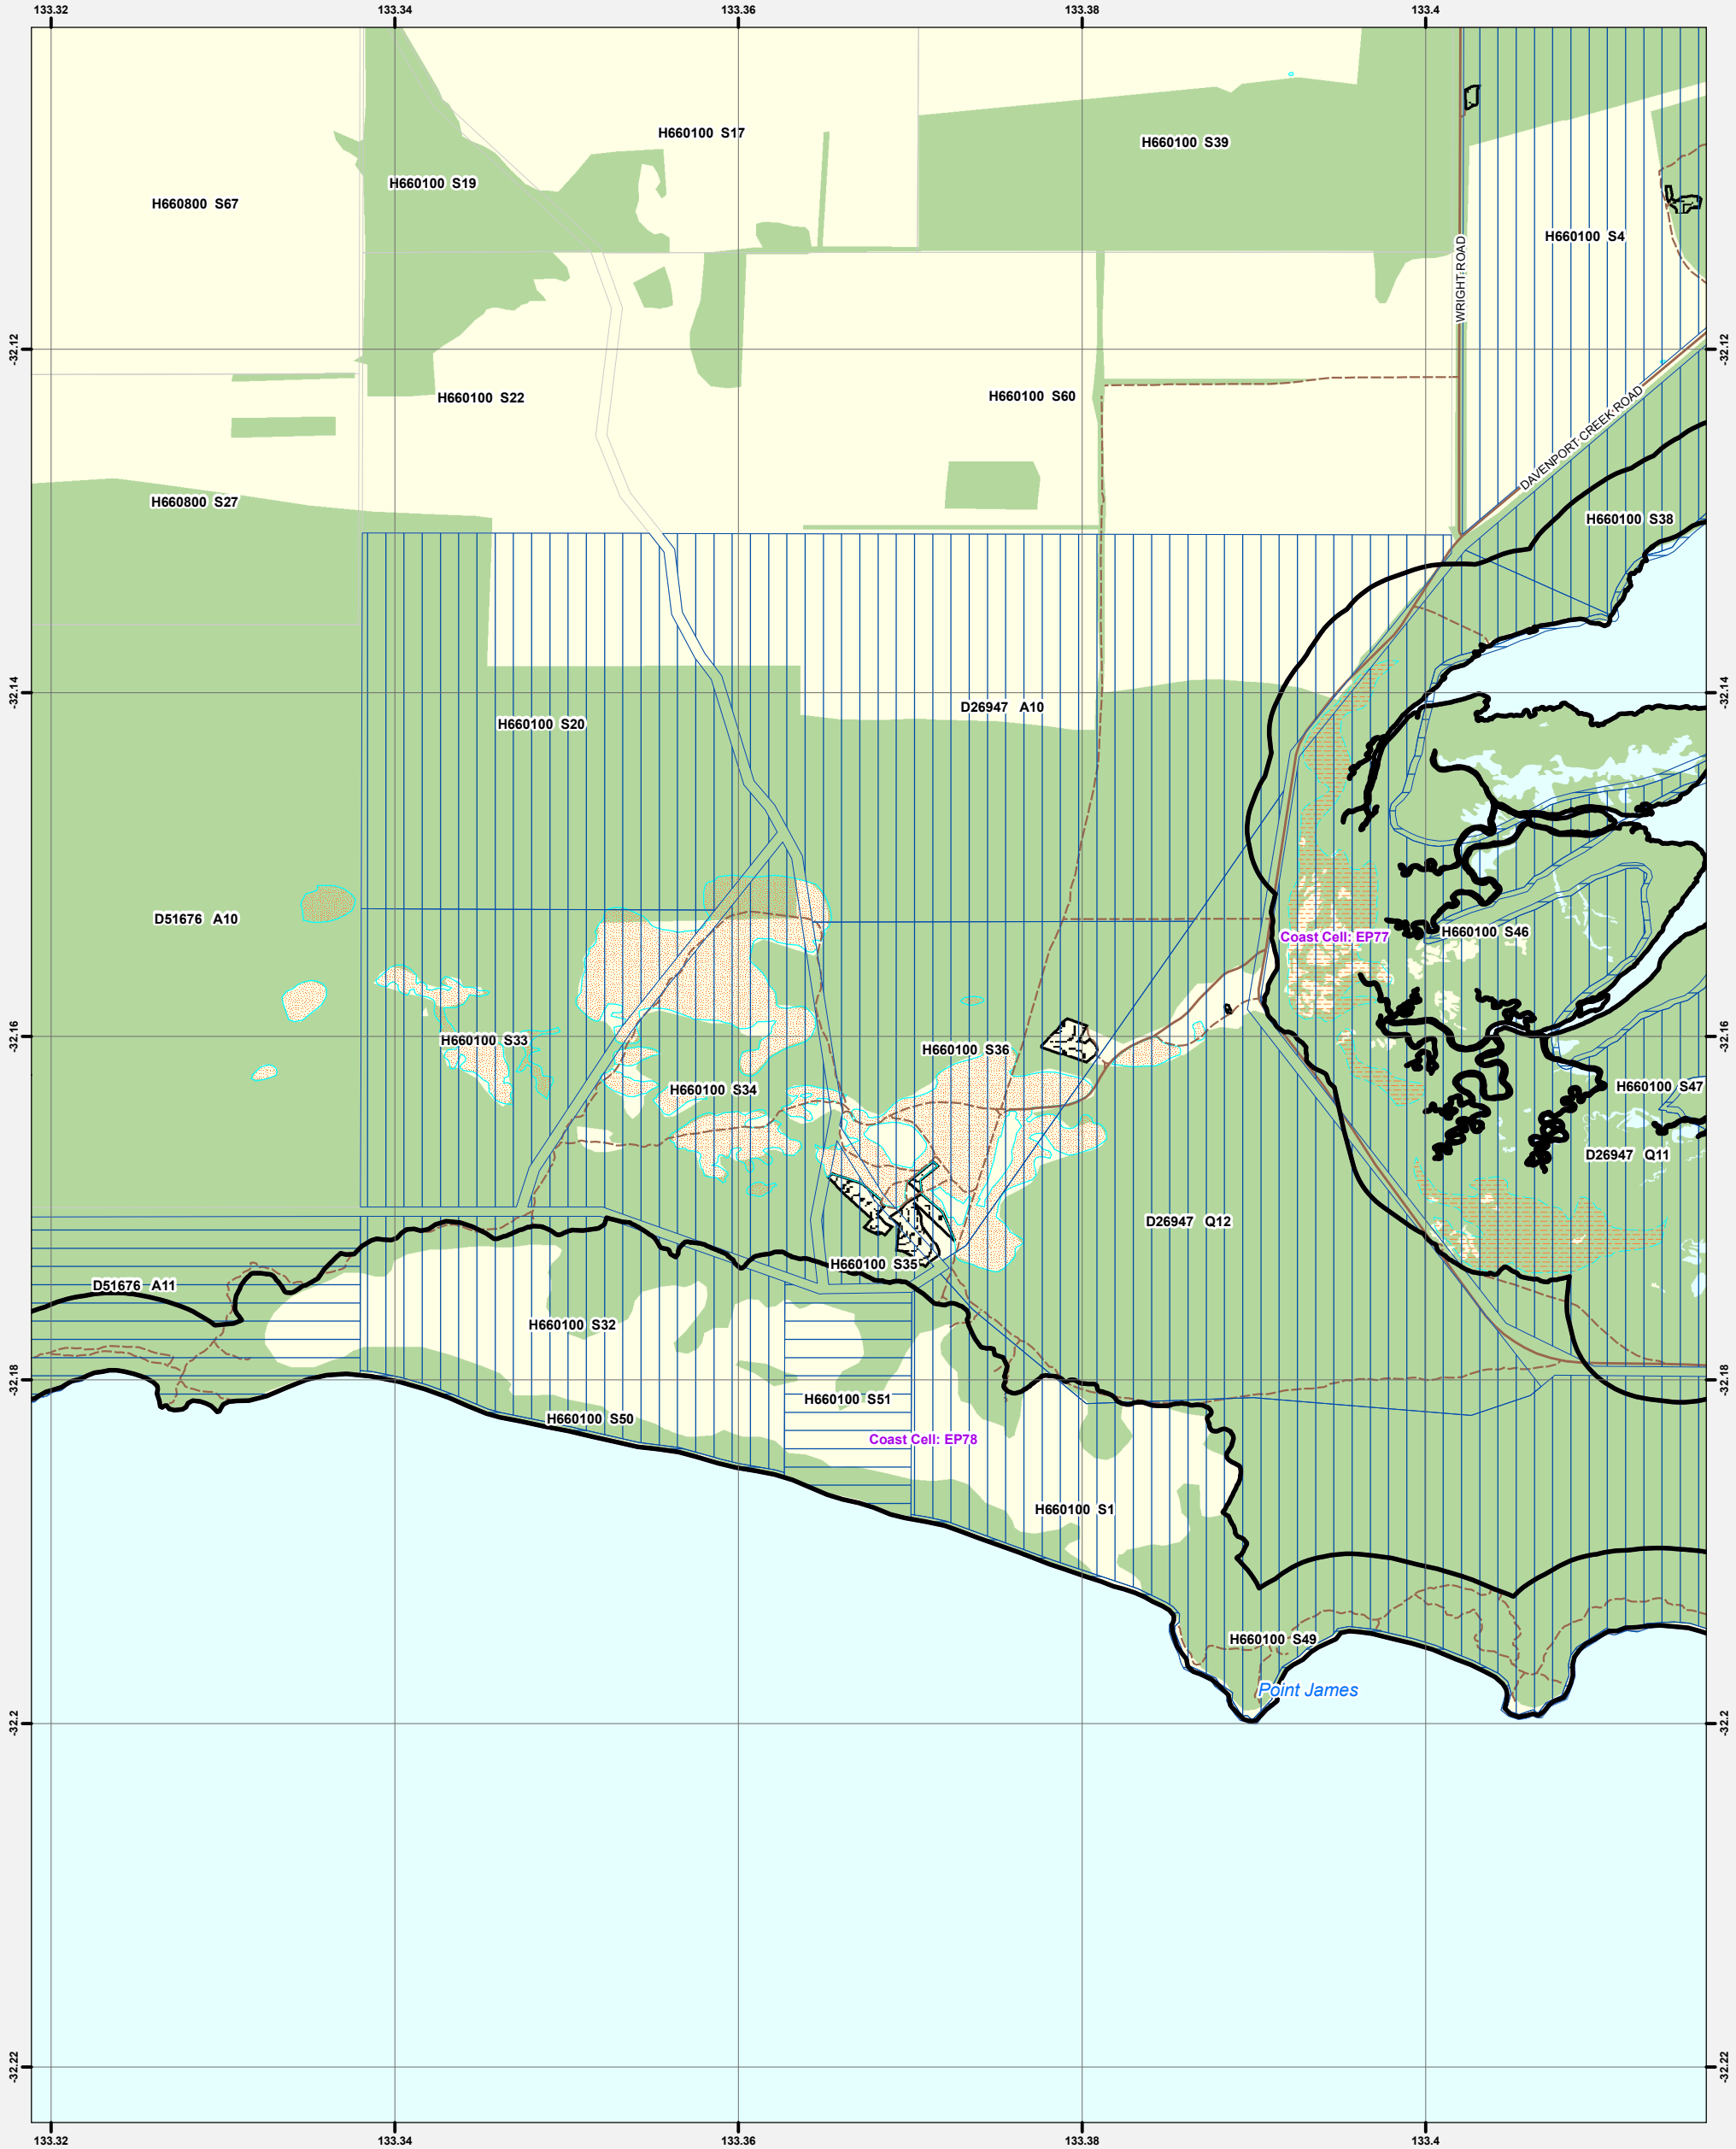 133.32 133.34 133.36 133.38 133.4
H660100 S17
H660100 S39
H660100 S19
H660800 S67
H660100 S4
WRIGHT ROAD
-32.12 -32.12
H660100 S22
H660100 S60
DAVENPORT CREEK ROAD
H660800 S27
H660100 S38
-32.14 -32.14
D26947 A10
H660100 S20
D51676 A10
H660100 S46
Coast Cell: EP77
-32.16 -32.16
H660100 S33
H660100 S36
H660100 S34
H660100 S47
D26947 Q11
D26947 Q12
H660100 S35
D51676 A11
H660100 S32
-32.18 -32.18
H660100 S51
H660100 S50
Coast Cell: EP78
H660100 S1
H660100 S49
Point James
-32.2 -32.2
-32.22 -32.22
133.32 133.34 133.36 133.38 133.4